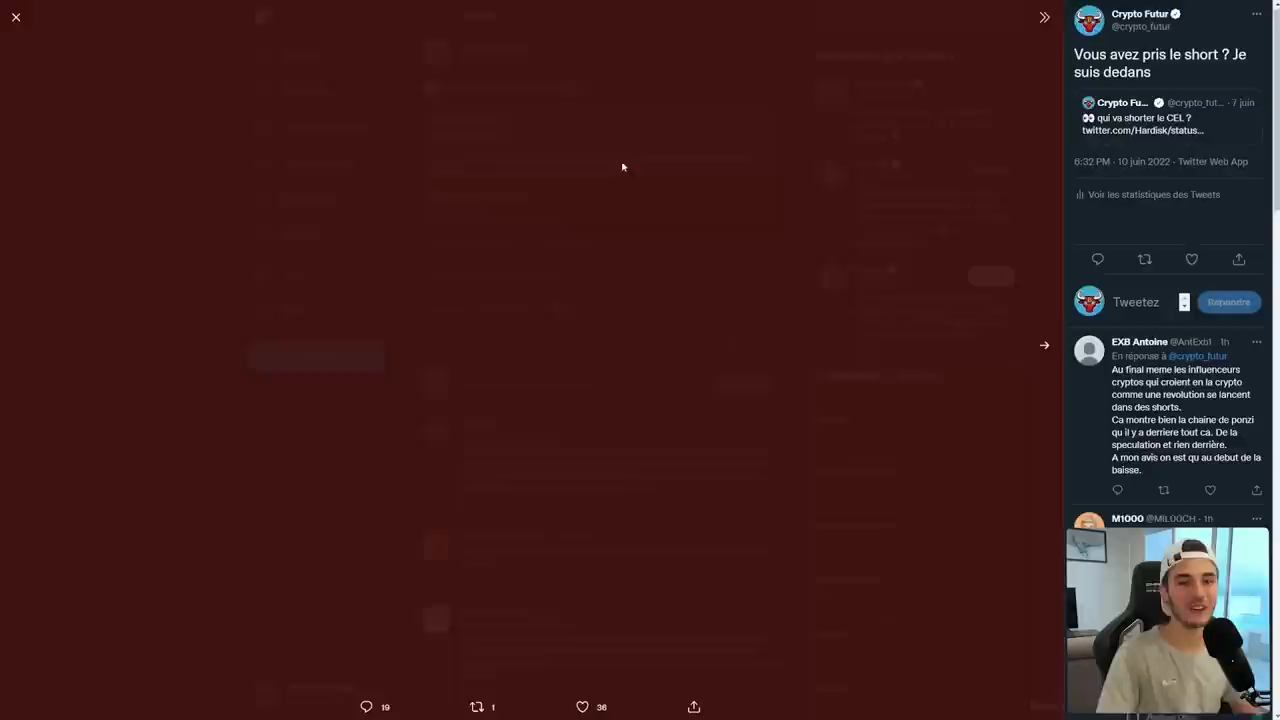 Crypto Futur
@crypto_futur
Vous avez pris le short ? Je
suis dedans
Crypto Fu... @crypto_fut... · 7 juin
👀 qui va shorter le CEL ?
twitter.com/Hardisk/status...
6:32 PM · 10 juin 2022 · Twitter Web App
Voir les statistiques des Tweets
Tweetez
Répondre
EXB Antoine @AntExb1 · 1h
En réponse à @crypto_futur
Au final meme les influenceurs
cryptos qui croient en la crypto
comme une revolution se lancent
dans des shorts.
Ca montre bien la chaine de ponzi
qu il y a derriere tout ca. De la
speculation et rien derrière.
A mon avis on est qu au debut de la
baisse.
M1000 @MIL00CH · 1h
19
1
36